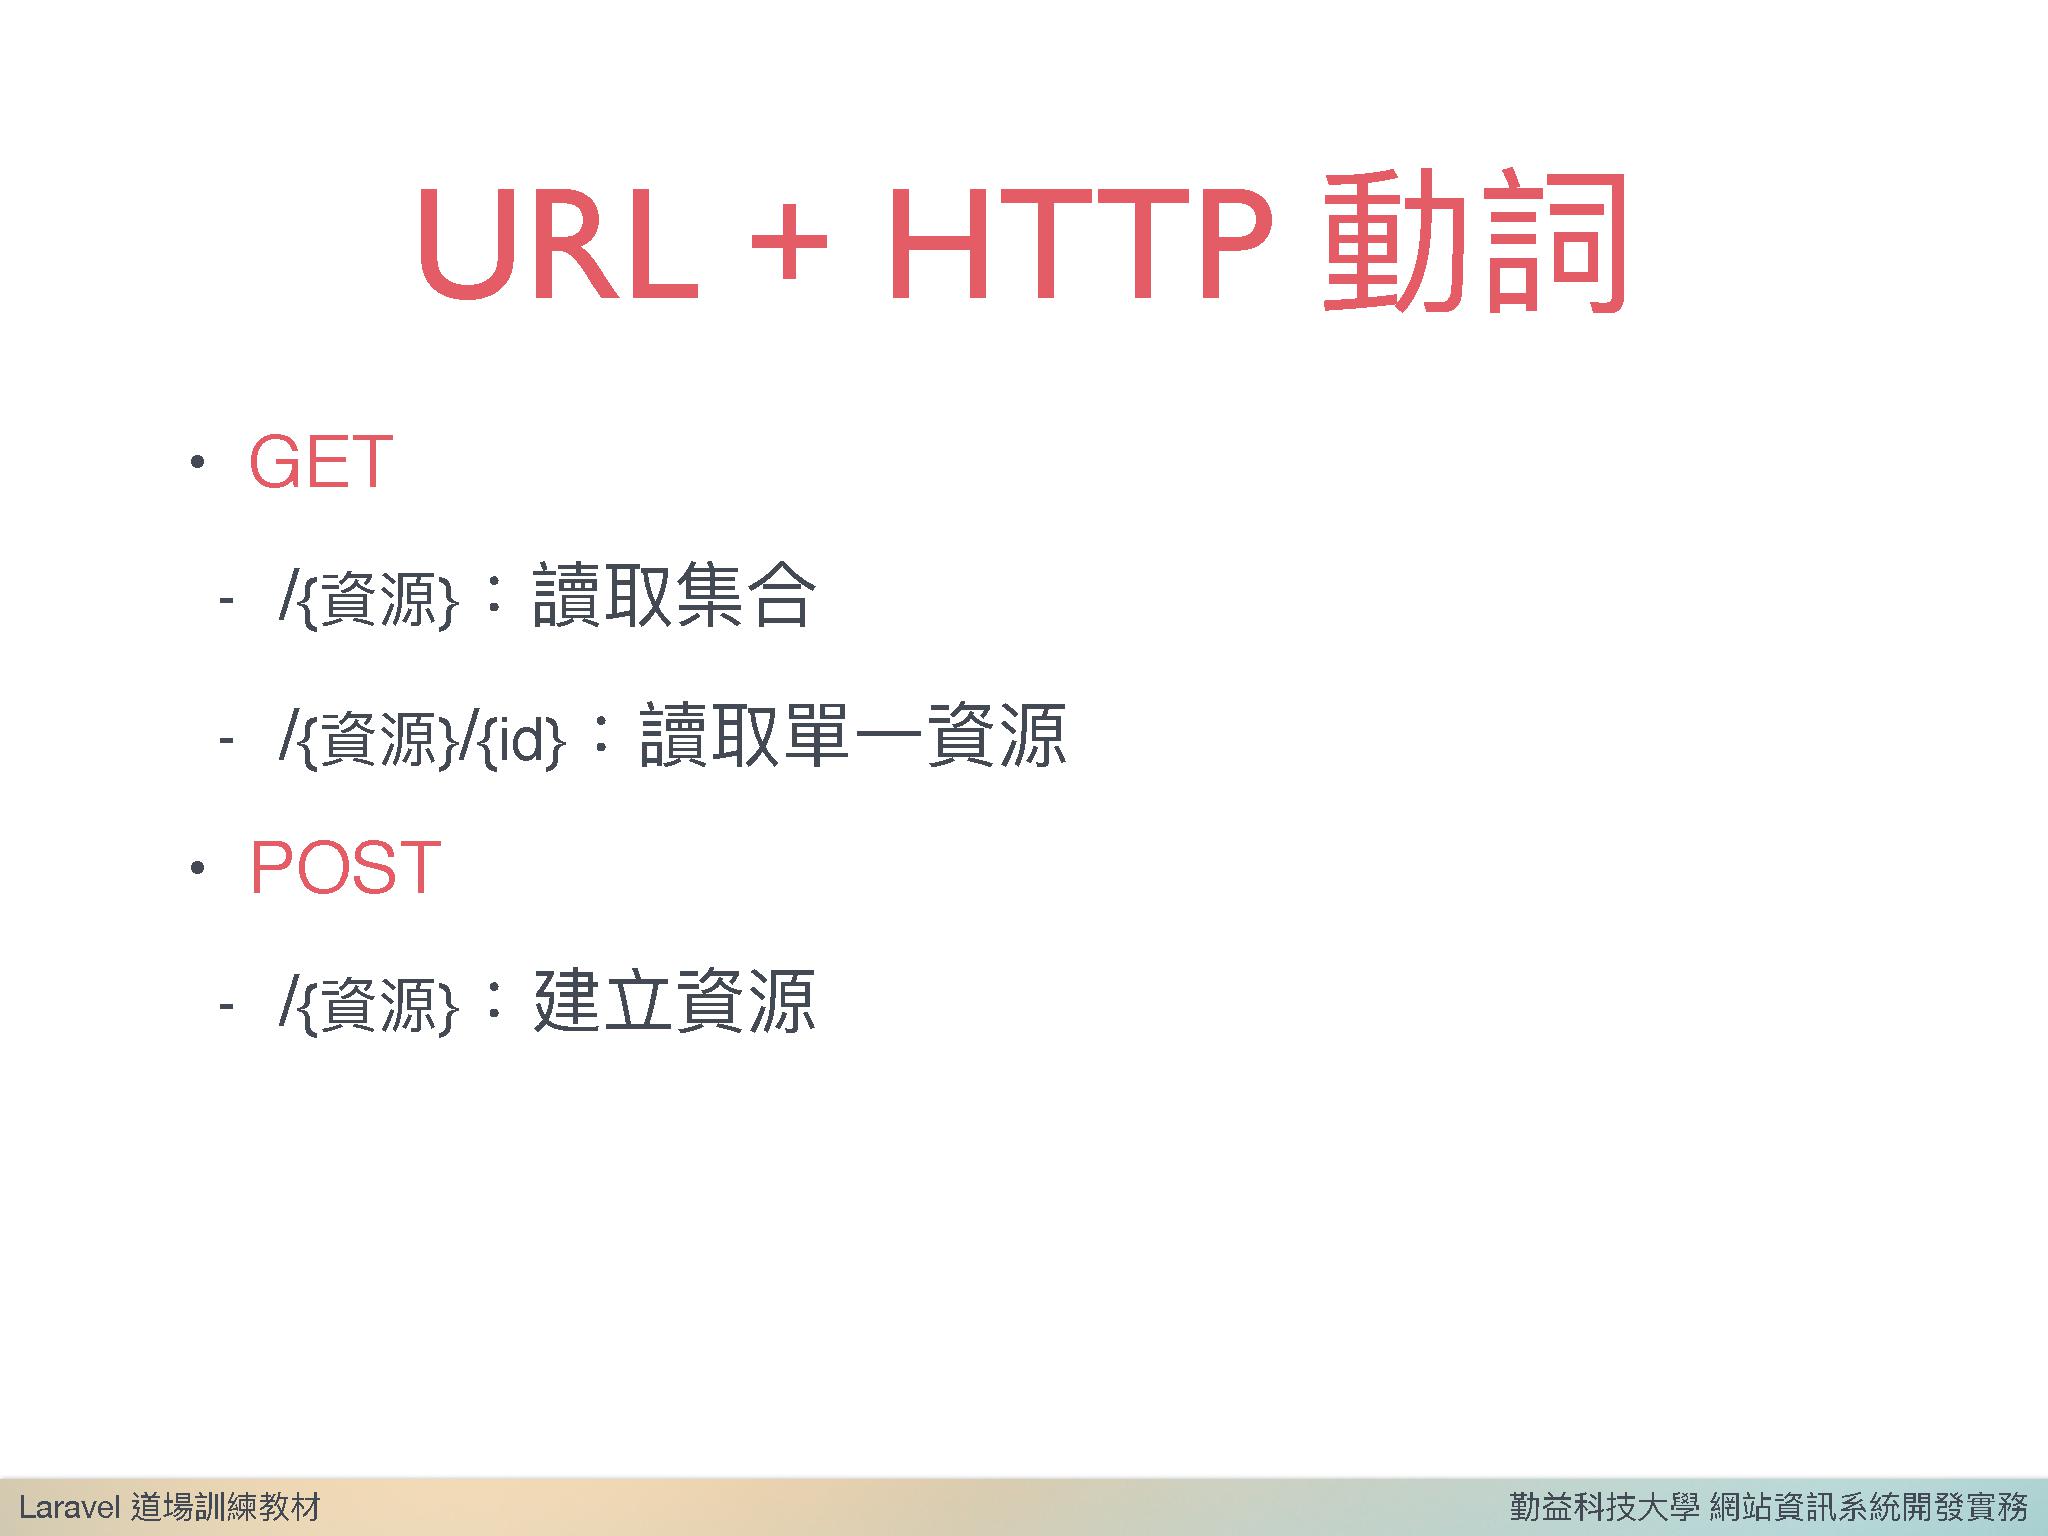 URL + HTTP 動詞
• GET
- /{資源}：讀取集合
- /{資源}/{id}：讀取單一資源
• POST
- /{資源}：建立資源
Laravel 道場訓練教材
勤益科技大學 網站資訊系統開發實務